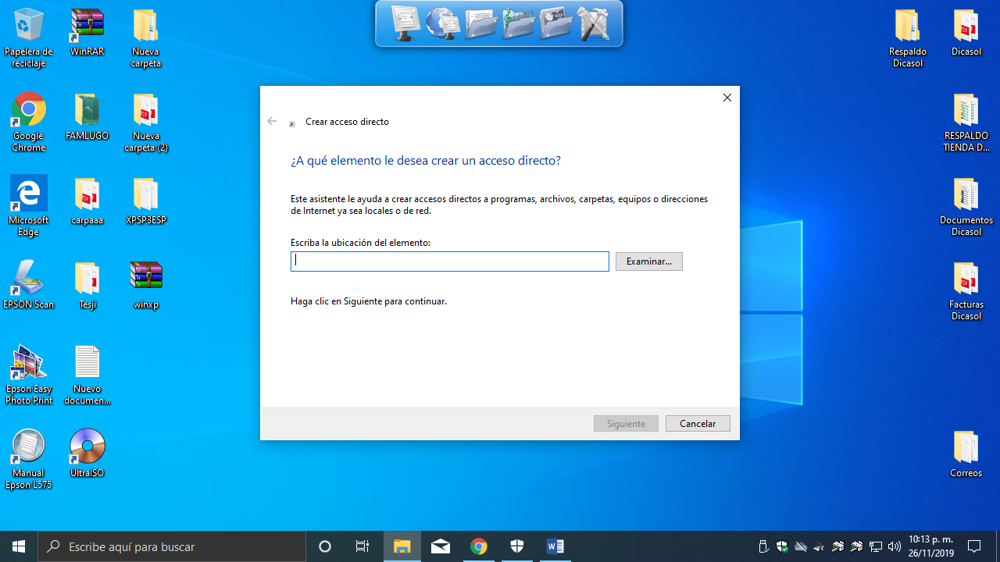 Papelera de
reciclaje
WinRAR
Nueva
carpeta
Google
Chrome
FAMLUGO
Nueva
carpeta (2)
Microsoft
Edge
carpaaa
XPSP3ESP
EPSON Scan
Tesji
winxp
Epson Easy
Photo Print
Nuevo
documen...
Manual
Epson L575
UltraISO
Crear acceso directo
¿A qué elemento le desea crear un acceso directo?
Este asistente le ayuda a crear accesos directos a programas, archivos, carpetas, equipos o direcciones
de Internet ya sea locales o de red.
Escriba la ubicación del elemento:
Examinar...
Haga clic en Siguiente para continuar.
Siguiente
Cancelar
Respaldo
Dicasol
Dicasol
RESPALDO
TIENDA D...
Documentos
Dicasol
Facturas
Dicasol
Correos
Escribe aquí para buscar
10:13 p. m.
26/11/2019